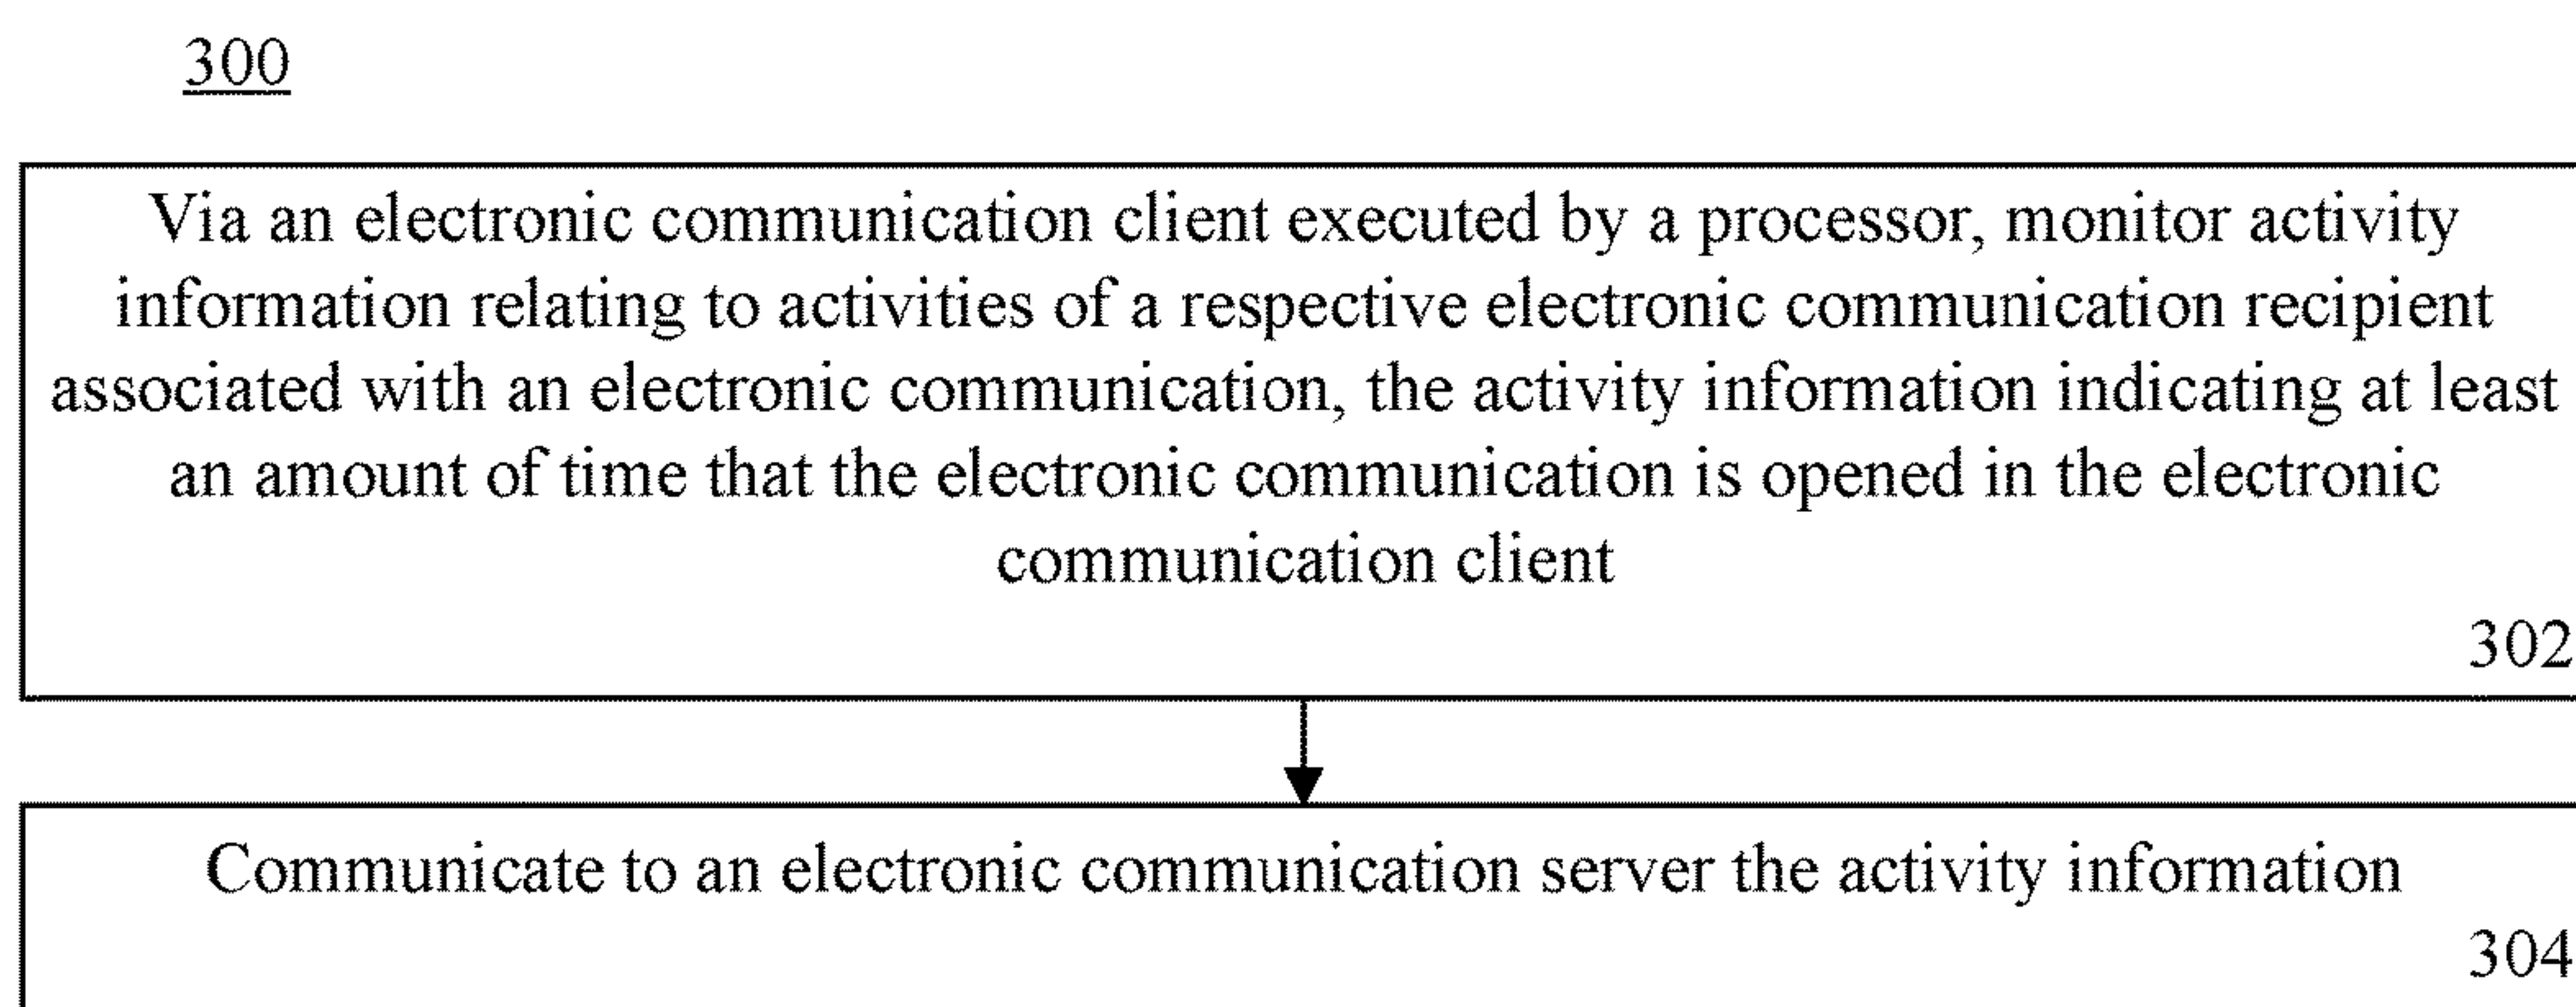 300
Via an electronic communication client executed by a processor, monitor activity
information relating to activities of a respective electronic communication recipient
associated with an electronic communication, the activity information indicating at least
an amount of time that the electronic communication is opened in the electronic
communication client
302
Communicate to an electronic communication server the activity information
304